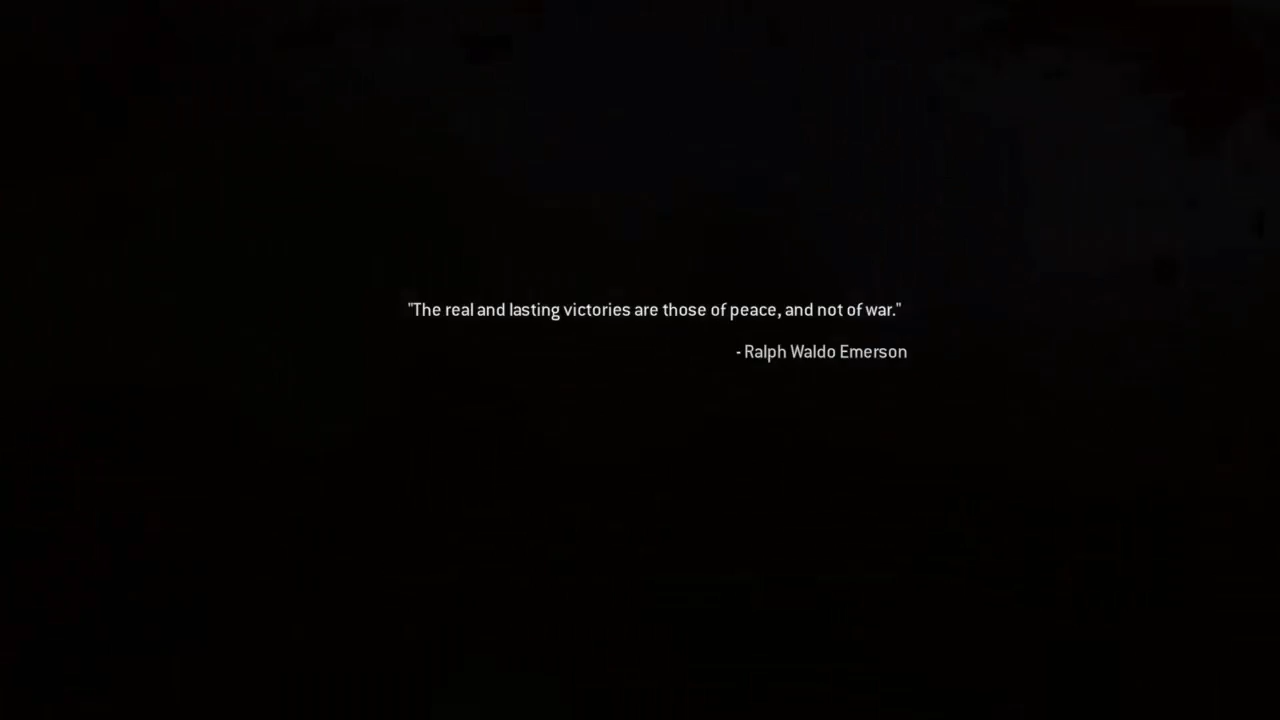 "The real and lasting victories are those of peace, and not of war."
- Ralph Waldo Emerson